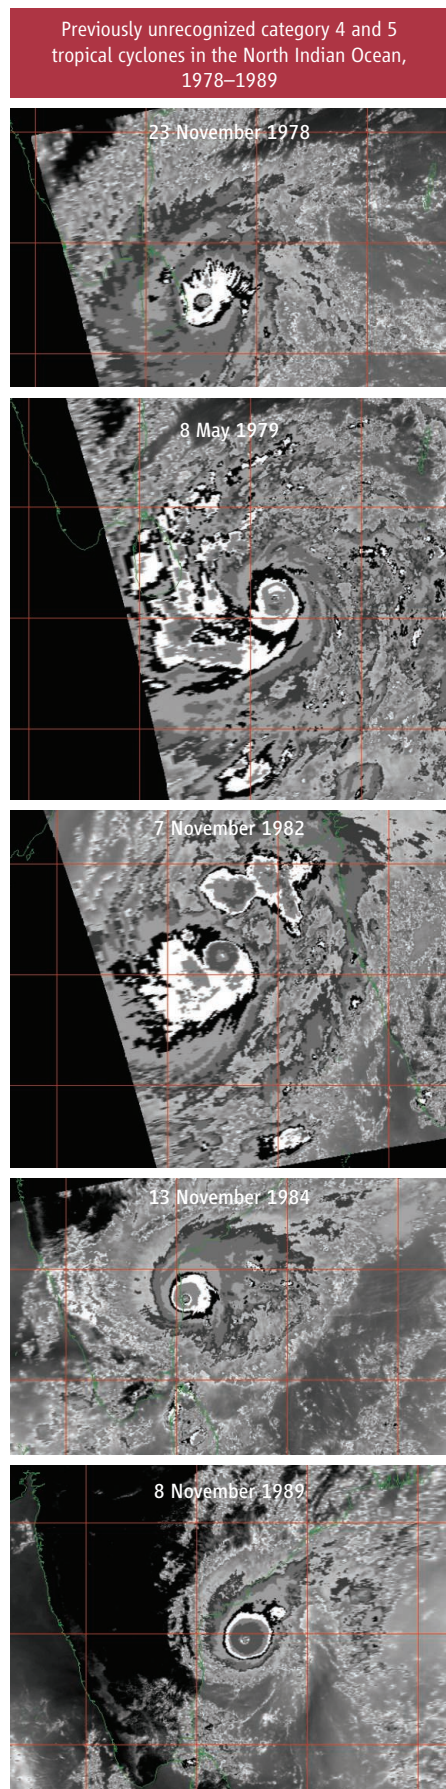 Previously unrecognized category 4 and 5
tropical cyclones in the North Indian Ocean,
1978–1989
23 November 1978
8 May 1979
7 November 1982
13 November 1984
8 November 1989